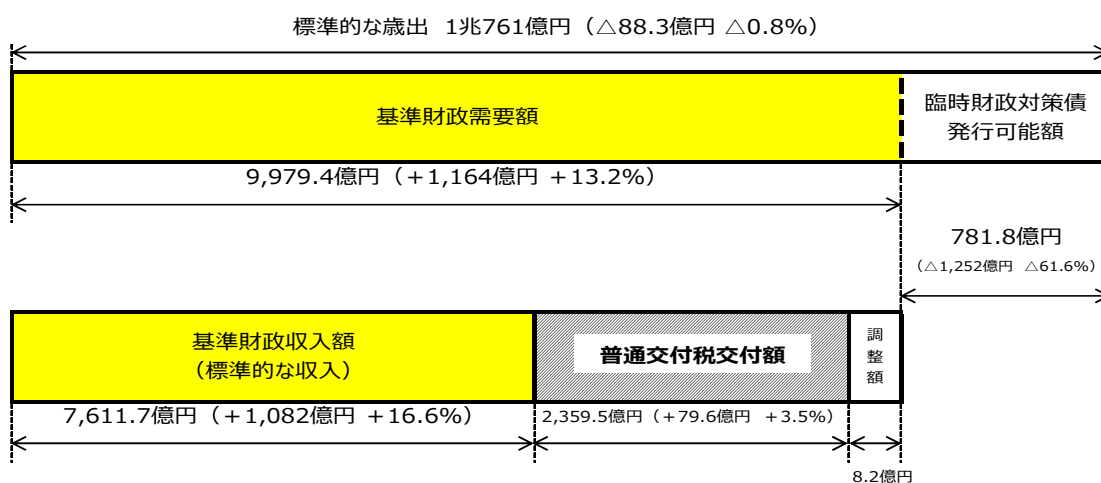 標準的な歳出 1兆761億円（△88.3億円 △0.8%）
基準財政需要額
臨時財政対策債
発行可能額
9,979.4億円（＋1,164億円 ＋13.2%）
781.8億円
（△1,252億円 △61.6%）
基準財政収入額
（標準的な収入）
普通交付税交付額
調
整
額
7,611.7億円（＋1,082億円 ＋16.6%）
2,359.5億円（＋79.6億円 ＋3.5%）
8.2億円